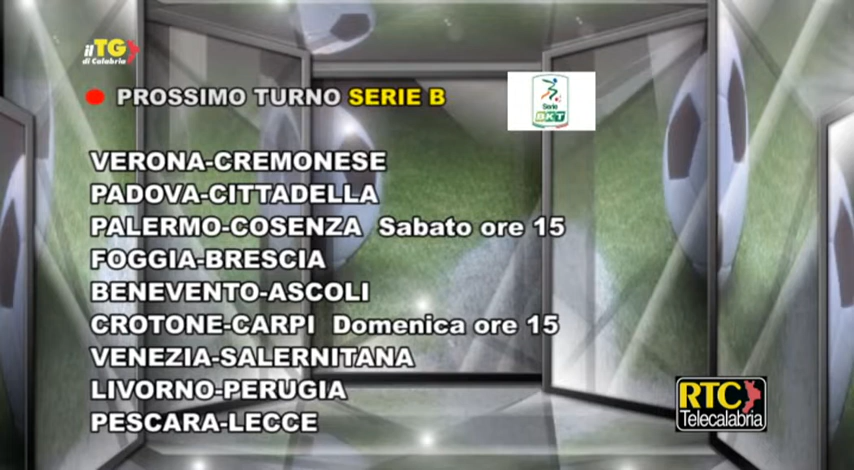 il TG
di Calabria
PROSSIMO TURNO SERIE B
Serie
BKT
VERONA-CREMONESE
PADOVA-CITTADELLA
PALERMO-COSENZA Sabato ore 15
FOGGIA-BRESCIA
BENEVENTO-ASCOLI
CROTONE-CARPI Domenica ore 15
VENEZIA-SALERNITANA
LIVORNO-PERUGIA
PESCARA-LECCE
RTC
Telecalabria